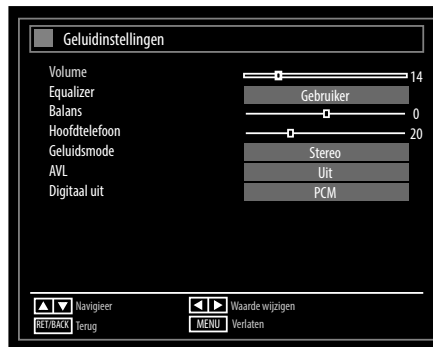 Geluidinstellingen
Volume 14
Equalizer Gebruiker
Balans 0
Hoofdtelefoon 20
Geluidsmode Stereo
AVL Uit
Digitaal uit PCM
Navigieer Waarde wijzigen
RET/BACK Terug MENU Verlaten